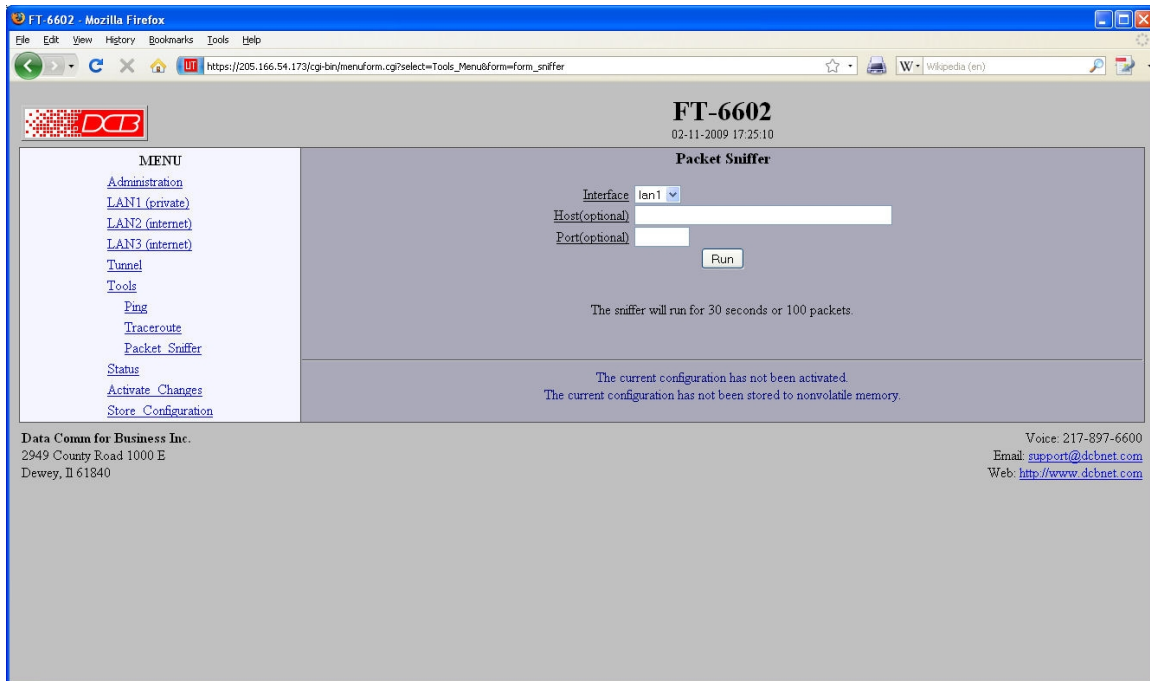 FT-6602 - Mozilla Firefox
File Edit View History Bookmarks Tools Help
UT https://205.166.54.173/cgi-bin/menuform.cgi?select=Tools_Menu&form=form_sniffer W Wikipedia (en)
DCB
FT-6602
02-11-2009 17:25:10
MENU
Administration
LAN1 (private)
LAN2 (internet)
LAN3 (internet)
Tunnel
Tools
Ping
Traceroute
Packet Sniffer
Status
Activate Changes
Store Configuration
Packet Sniffer
Interface lan1
Host(optional)
Port(optional)
Run
The sniffer will run for 30 seconds or 100 packets.
The current configuration has not been activated.
The current configuration has not been stored to nonvolatile memory.
Data Comm for Business Inc.
2949 County Road 1000 E
Dewey, Il 61840
Voice: 217-897-6600
Email: support@dcbnet.com
Web: http://www.dcbnet.com